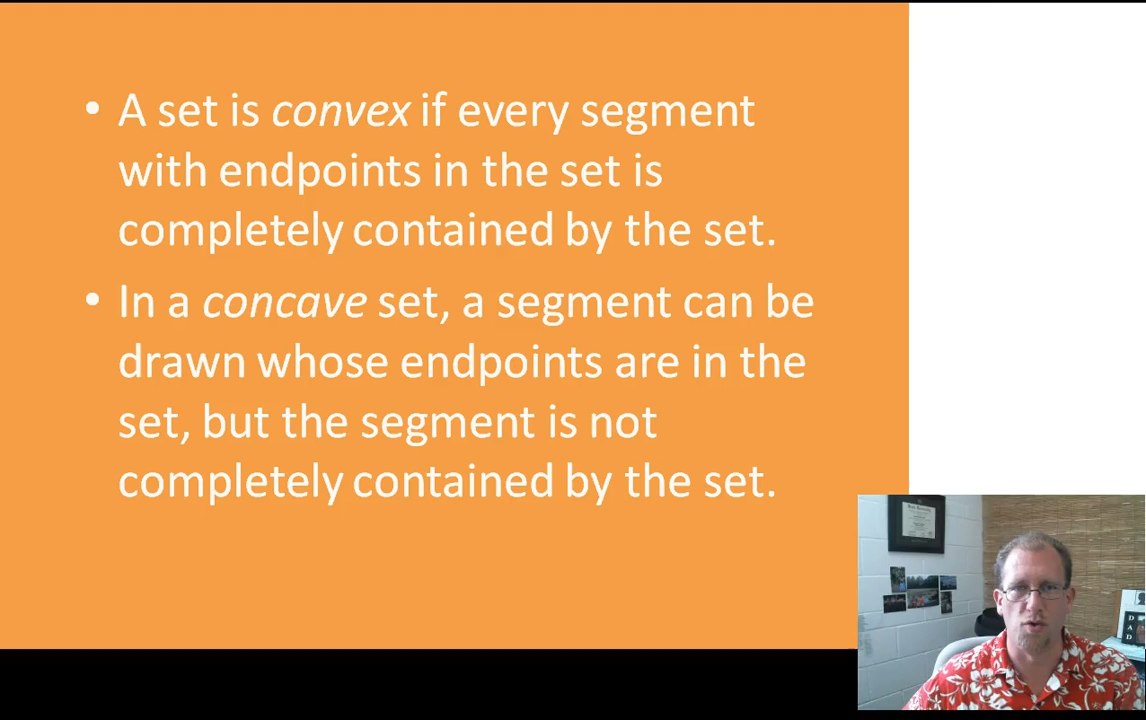 • A set is convex if every segment
with endpoints in the set is
completely contained by the set.
• In a concave set, a segment can be
drawn whose endpoints are in the
set, but the segment is not
completely contained by the set.
DAD